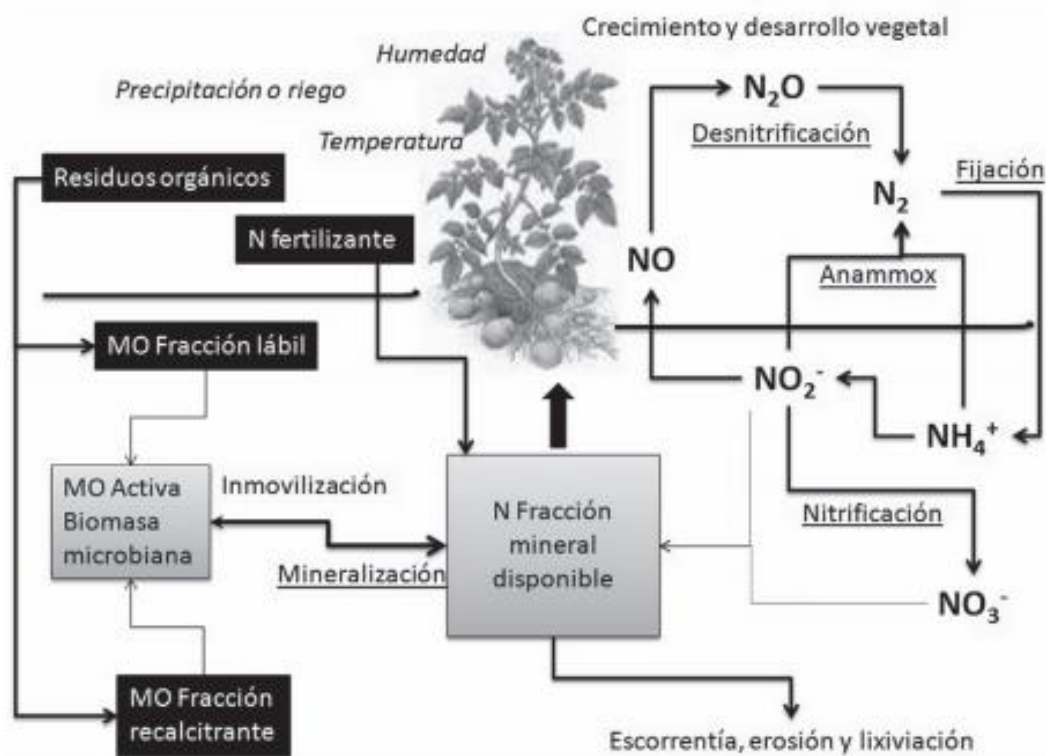 Crecimiento y desarrollo vegetal
Humedad
Precipitación o riego
Temperatura
N₂O
Desnitrificación
Residuos orgánicos
Fijación
N₂
N fertilizante
NO
Anammox
MO Fracción lábil
NO₂⁻
NH₄⁺
MO Activa
Biomasa
microbiana
Inmovilización
Mineralización
N Fracción
mineral
disponible
Nitrificación
NO₃⁻
MO Fracción
recalcitrante
Escorrentía, erosión y lixiviación